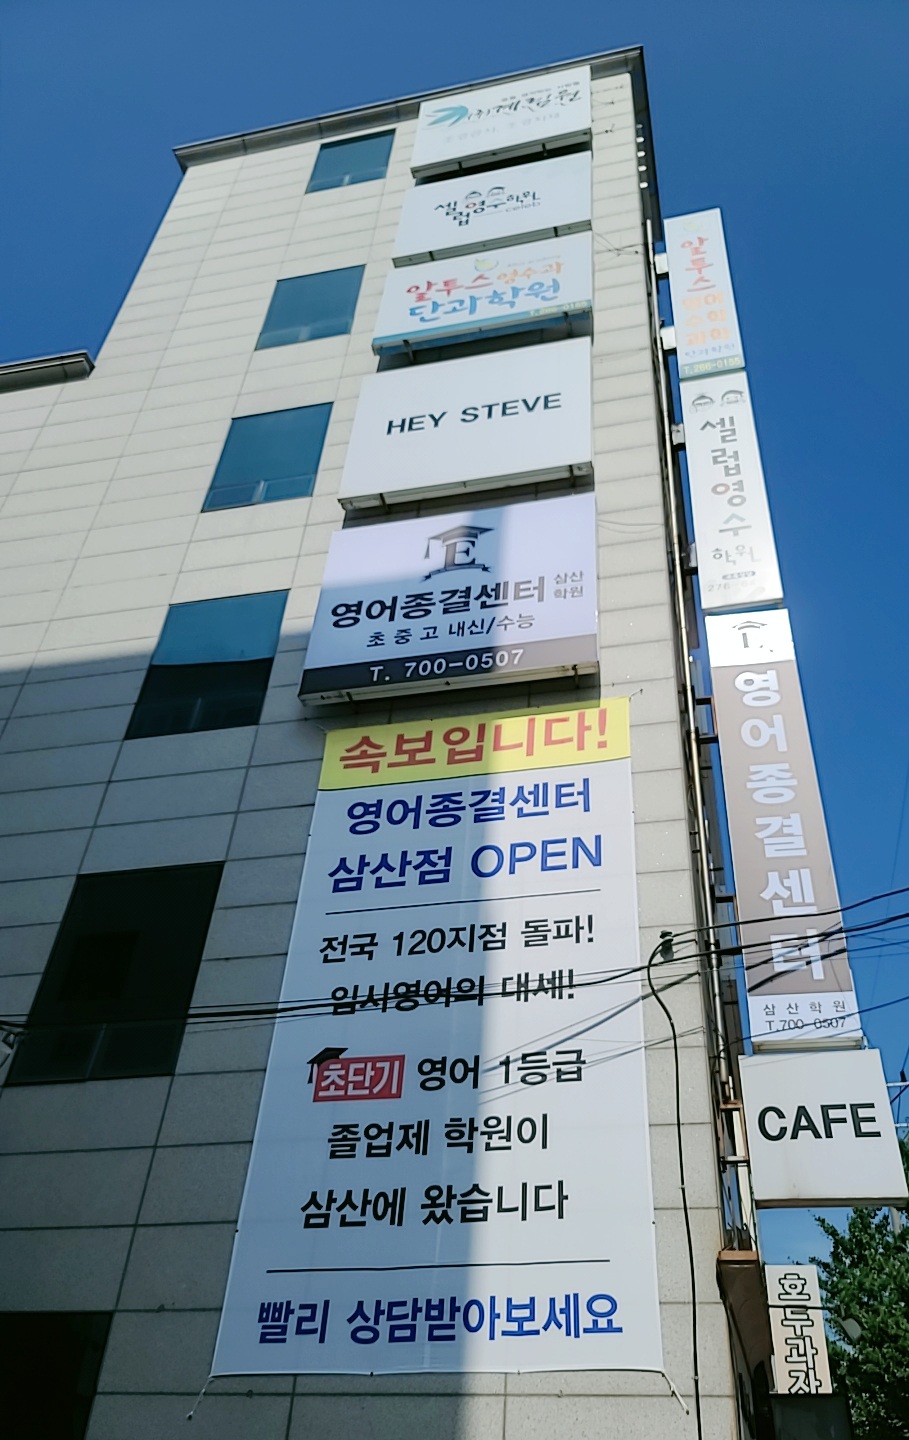 셀럽영수학원
celeb
알투스 영수과
단과학원
HEY STEVE
E
영어종결센터 삼산
학원
초 중 고 내신/수능
T. 700-0507
속보입니다!
영어종결센터
삼산점 OPEN
전국 120지점 돌파!
입시영어의 대세!
초단기 영어 1등급
졸업제 학원이
삼산에 왔습니다
빨리 상담받아보세요
알투스
T.266-0155
셀럽영수
학원
영어종결센터
삼산학원
T.700-0507
CAFE
호두과자